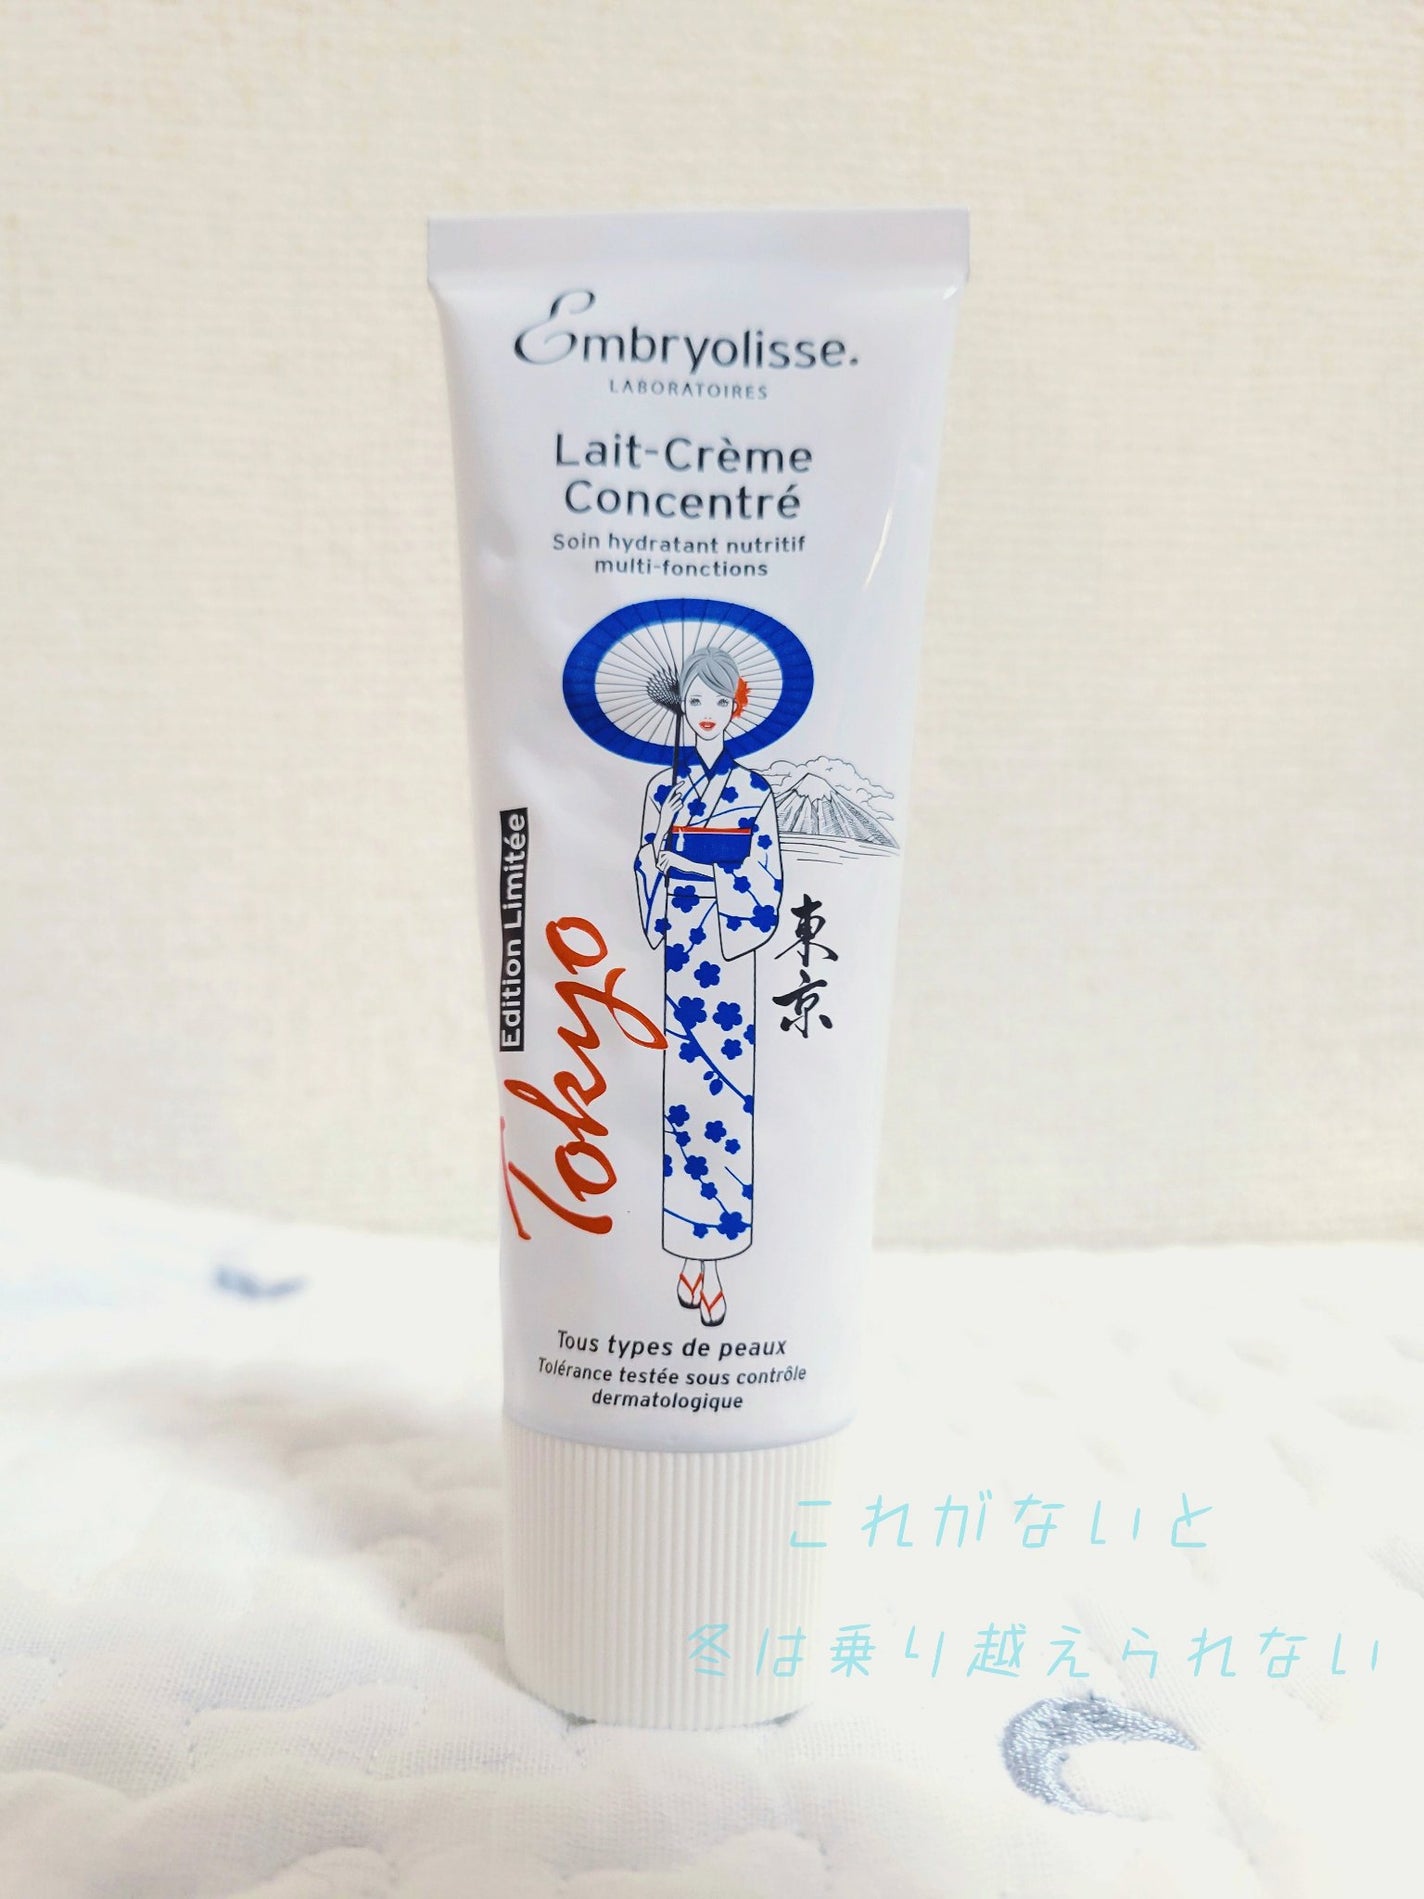 Embryolisse.
LABORATOIRES
Lait-Crème
Concentré
Soin hydratant nutritif
multi-fonctions
Edition Limitée
Tokyo
東京
Tous types de peaux
Tolérance testée sous contrôle
dermatologique
これがないと
冬は乗り越えられない